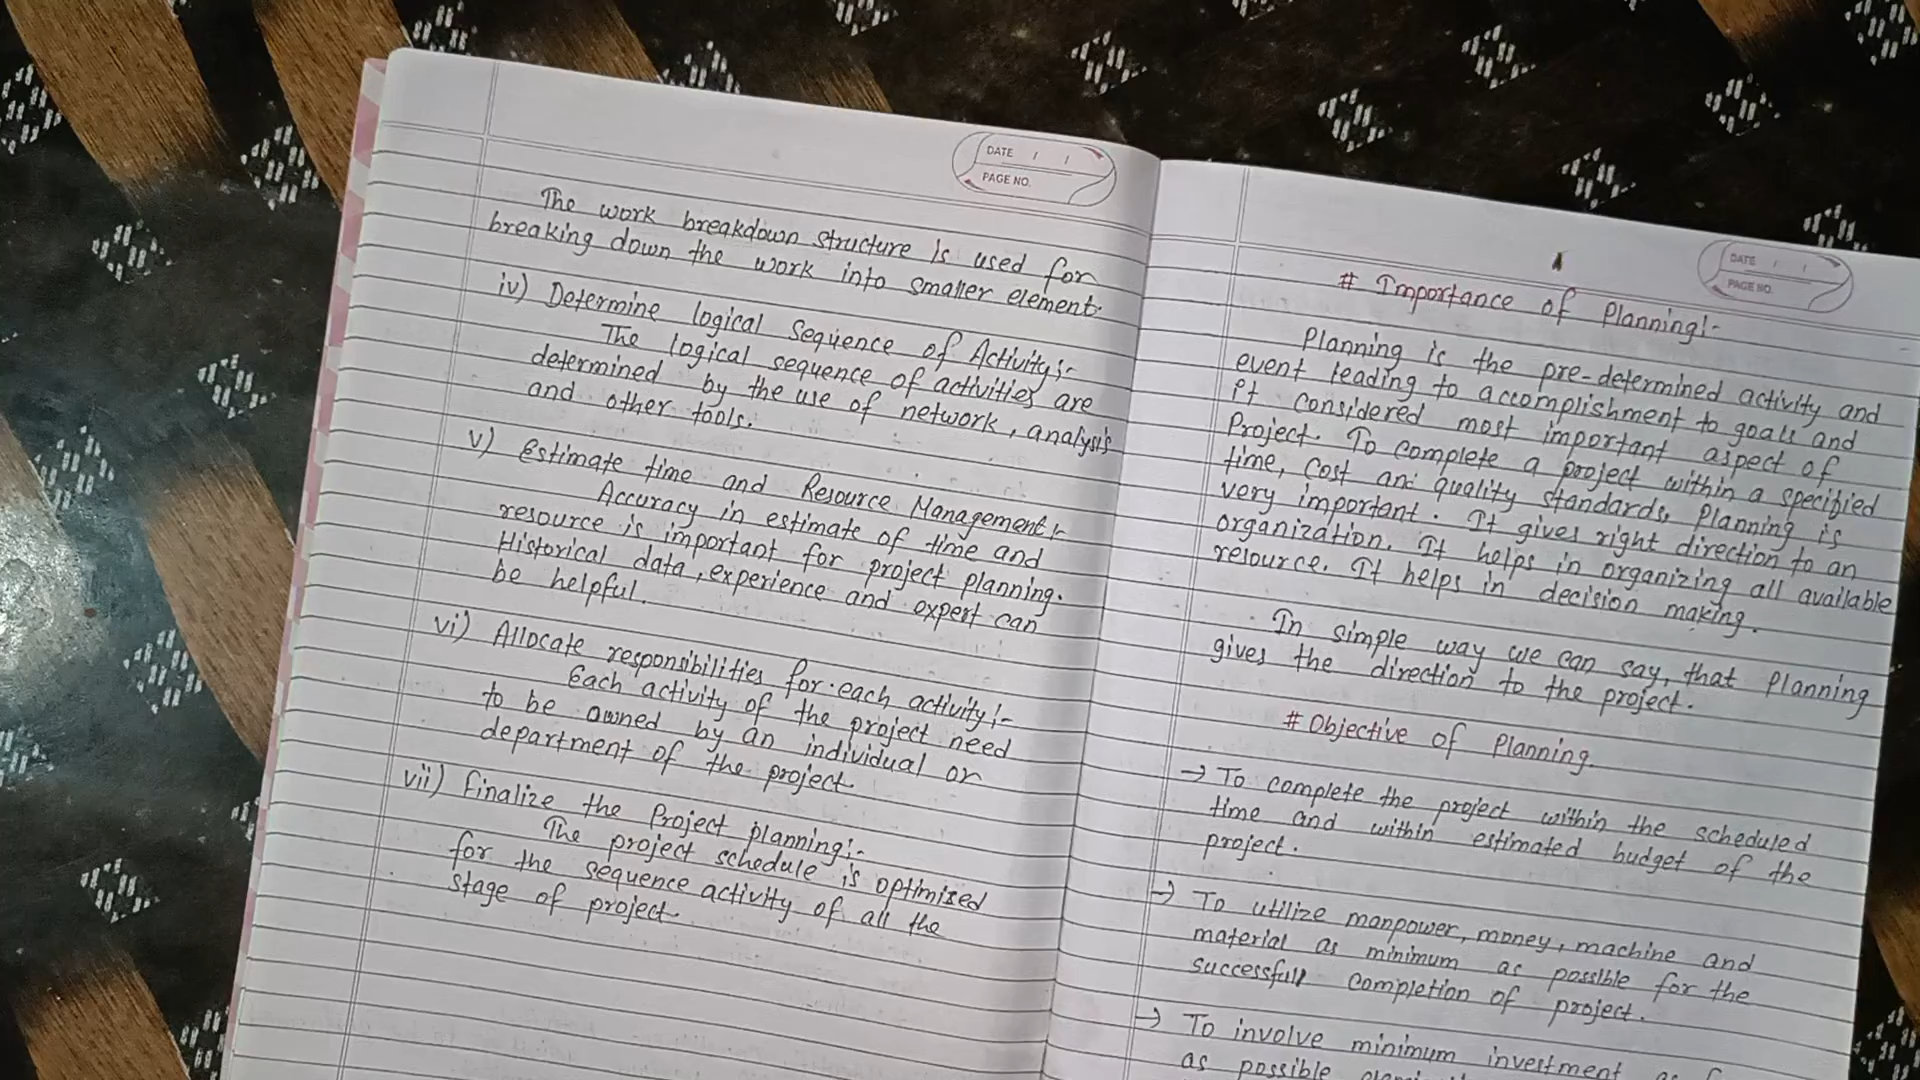 DATE / /
PAGE NO.
The work breakdown structure is used for
breaking down the work into smaller element.
iv) Determine logical Sequence of Activity:-
The logical sequence of activities are
determined by the use of network, analysis
and other tools.
v) Estimate time and Resource Management:-
Accuracy in estimate of time and
resource is important for project planning.
Historical data, experience and expert can
be helpful.
vi) Allocate responsibilities for each activity:-
Each activity of the project need
to be owned by an individual or
department of the project.
vii) Finalize the Project planning:-
The project schedule is optimized
for the sequence activity of all the
stage of project
DATE / /
PAGE NO.
# Importance of Planning:-
Planning is the pre-determined activity and
event leading to accomplishment to goals and
it considered most important aspect of
Project. To complete a project within a specified
time, cost and quality standards, planning is
very important. It gives right direction to an
organization. It helps in organizing all available
resource. It helps in decision making.
In simple way we can say, that planning
gives the direction to the project.
# Objective of Planning
→ To complete the project within the scheduled
time and within estimated budget of the
project.
→ To utilize manpower, money, machine and
material as minimum as possible for the
successfull completion of project.
→ To involve minimum investment as
as possible